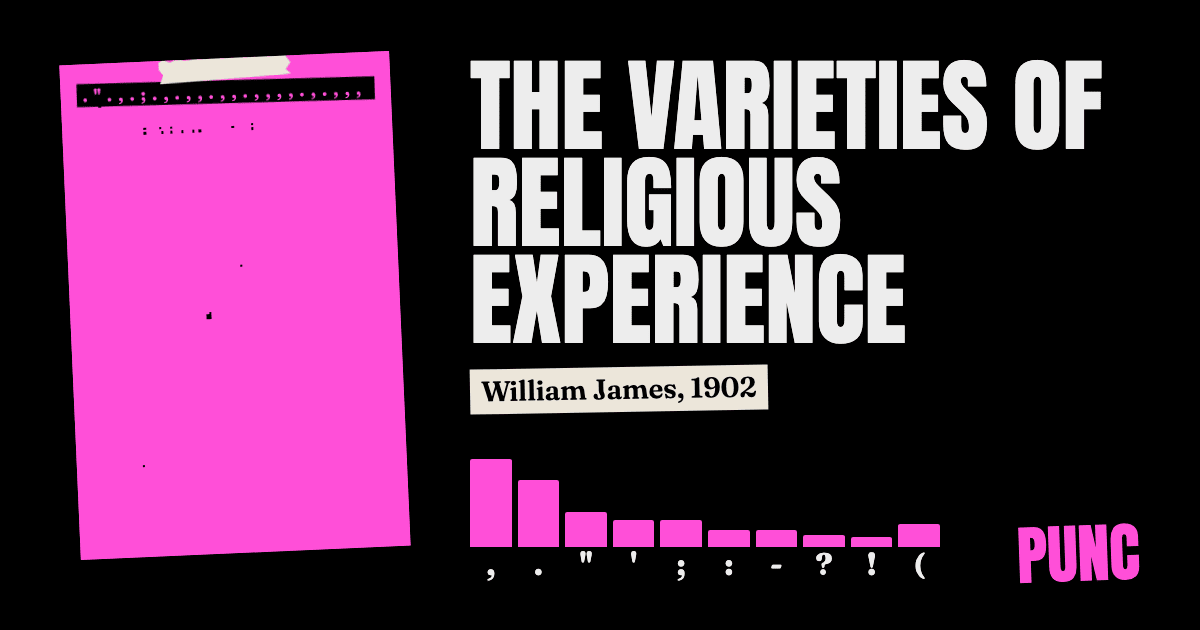 .".,.;.,.,,.,,.,,,,,.,.,,,
THE VARIETIES OF
RELIGIOUS
EXPERIENCE
William James, 1902
, . " ' ; : - ? ! (
PUNC